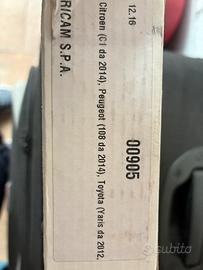 12.16
00905
Citroen (C1 da 2014), Peugeot (108 da 2014), Toyota (Yaris da 2012,
RICAM S.P.A.
subito